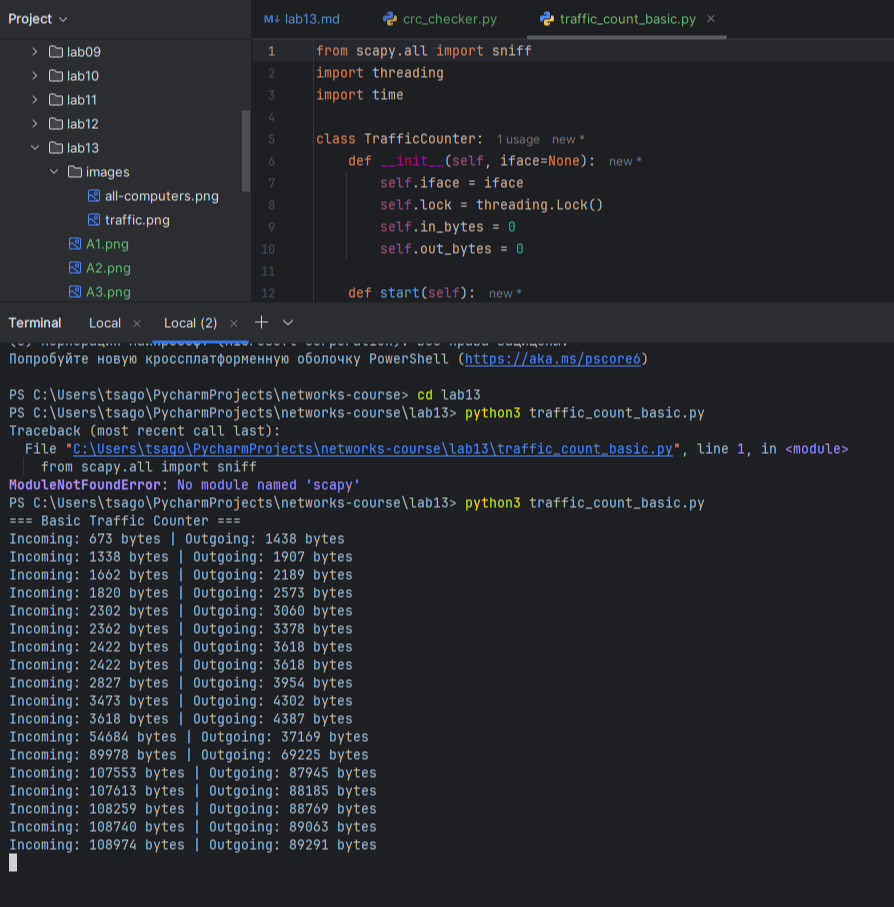 Project
lab09
lab10
lab11
lab12
lab13
images
all-computers.png
traffic.png
A1.png
A2.png
A3.png
M↓ lab13.md crc_checker.py traffic_count_basic.py ×
1 from scapy.all import sniff
2 import threading
3 import time
4
5 class TrafficCounter: 1 usage new *
6 def __init__(self, iface=None): new *
7 self.iface = iface
8 self.lock = threading.Lock()
9 self.in_bytes = 0
10 self.out_bytes = 0
11
12 def start(self): new *
Terminal Local × Local (2) × +
(c) Корпорация Майкрософт (Microsoft Corporation). Все права защищены.
Попробуйте новую кроссплатформенную оболочку PowerShell (https://aka.ms/pscore6)
PS C:\Users\tsago\PycharmProjects\networks-course> cd lab13
PS C:\Users\tsago\PycharmProjects\networks-course\lab13> python3 traffic_count_basic.py
Traceback (most recent call last):
File "C:\Users\tsago\PycharmProjects\networks-course\lab13\traffic_count_basic.py", line 1, in <module>
from scapy.all import sniff
ModuleNotFoundError: No module named 'scapy'
PS C:\Users\tsago\PycharmProjects\networks-course\lab13> python3 traffic_count_basic.py
=== Basic Traffic Counter ===
Incoming: 673 bytes | Outgoing: 1438 bytes
Incoming: 1338 bytes | Outgoing: 1907 bytes
Incoming: 1662 bytes | Outgoing: 2189 bytes
Incoming: 1820 bytes | Outgoing: 2573 bytes
Incoming: 2302 bytes | Outgoing: 3060 bytes
Incoming: 2362 bytes | Outgoing: 3378 bytes
Incoming: 2422 bytes | Outgoing: 3618 bytes
Incoming: 2422 bytes | Outgoing: 3618 bytes
Incoming: 2827 bytes | Outgoing: 3954 bytes
Incoming: 3473 bytes | Outgoing: 4302 bytes
Incoming: 3618 bytes | Outgoing: 4387 bytes
Incoming: 54684 bytes | Outgoing: 37169 bytes
Incoming: 89978 bytes | Outgoing: 69225 bytes
Incoming: 107553 bytes | Outgoing: 87945 bytes
Incoming: 107613 bytes | Outgoing: 88185 bytes
Incoming: 108259 bytes | Outgoing: 88769 bytes
Incoming: 108740 bytes | Outgoing: 89063 bytes
Incoming: 108974 bytes | Outgoing: 89291 bytes